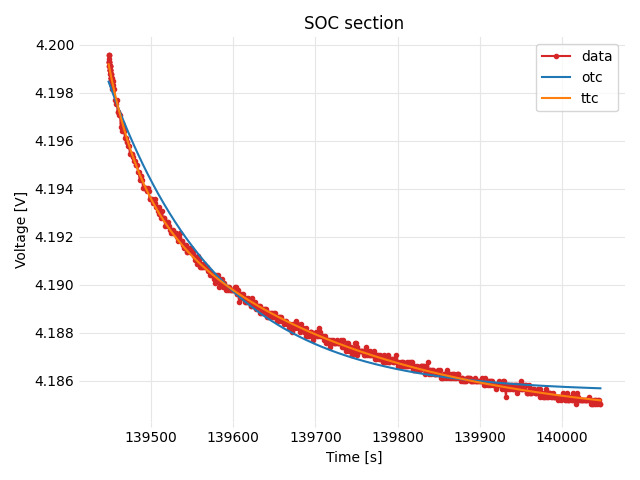 SOC section
4.200
4.198
4.196
4.194
4.192
4.190
4.188
4.186
Voltage [V]
data
otc
ttc
139500 139600 139700 139800 139900 140000
Time [s]